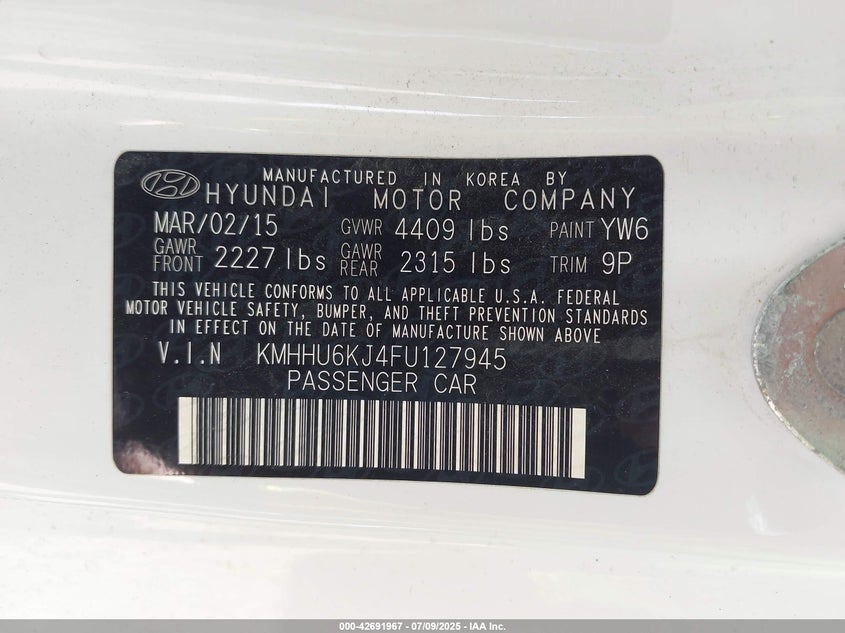 MANUFACTURED IN KOREA BY
HYUNDAI MOTOR COMPANY
MAR/02/15 GVWR 4409 lbs PAINT YW6
GAWR FRONT 2227 lbs GAWR REAR 2315 lbs TRIM 9P
THIS VEHICLE CONFORMS TO ALL APPLICABLE U.S.A. FEDERAL
MOTOR VEHICLE SAFETY, BUMPER, AND THEFT PREVENTION STANDARDS
IN EFFECT ON THE DATE OF MANUFACTURE SHOWN ABOVE
V.I.N KMHHU6KJ4FU127945
PASSENGER CAR
000-42691967 - 07/09/2025 - IAA Inc.